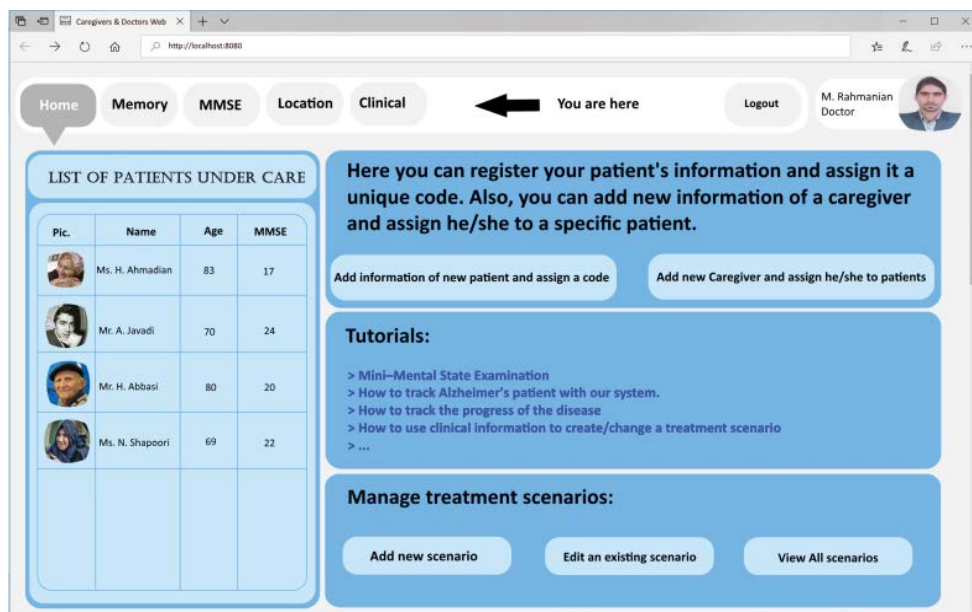 Caregivers & Doctors Web
http://localhost:8080
Home
Memory
MMSE
Location
Clinical
You are here
Logout
M. Rahmanian
Doctor
LIST OF PATIENTS UNDER CARE
Pic. Name Age MMSE
Ms. H. Ahmadian 83 17
Mr. A. Javadi 70 24
Mr. H. Abbasi 80 20
Ms. N. Shapoori 69 22
Here you can register your patient's information and assign it a
unique code. Also, you can add new information of a caregiver
and assign he/she to a specific patient.
Add information of new patient and assign a code
Add new Caregiver and assign he/she to patients
Tutorials:
> Mini–Mental State Examination
> How to track Alzheimer's patient with our system.
> How to track the progress of the disease
> How to use clinical information to create/change a treatment scenario
> ...
Manage treatment scenarios:
Add new scenario
Edit an existing scenario
View All scenarios